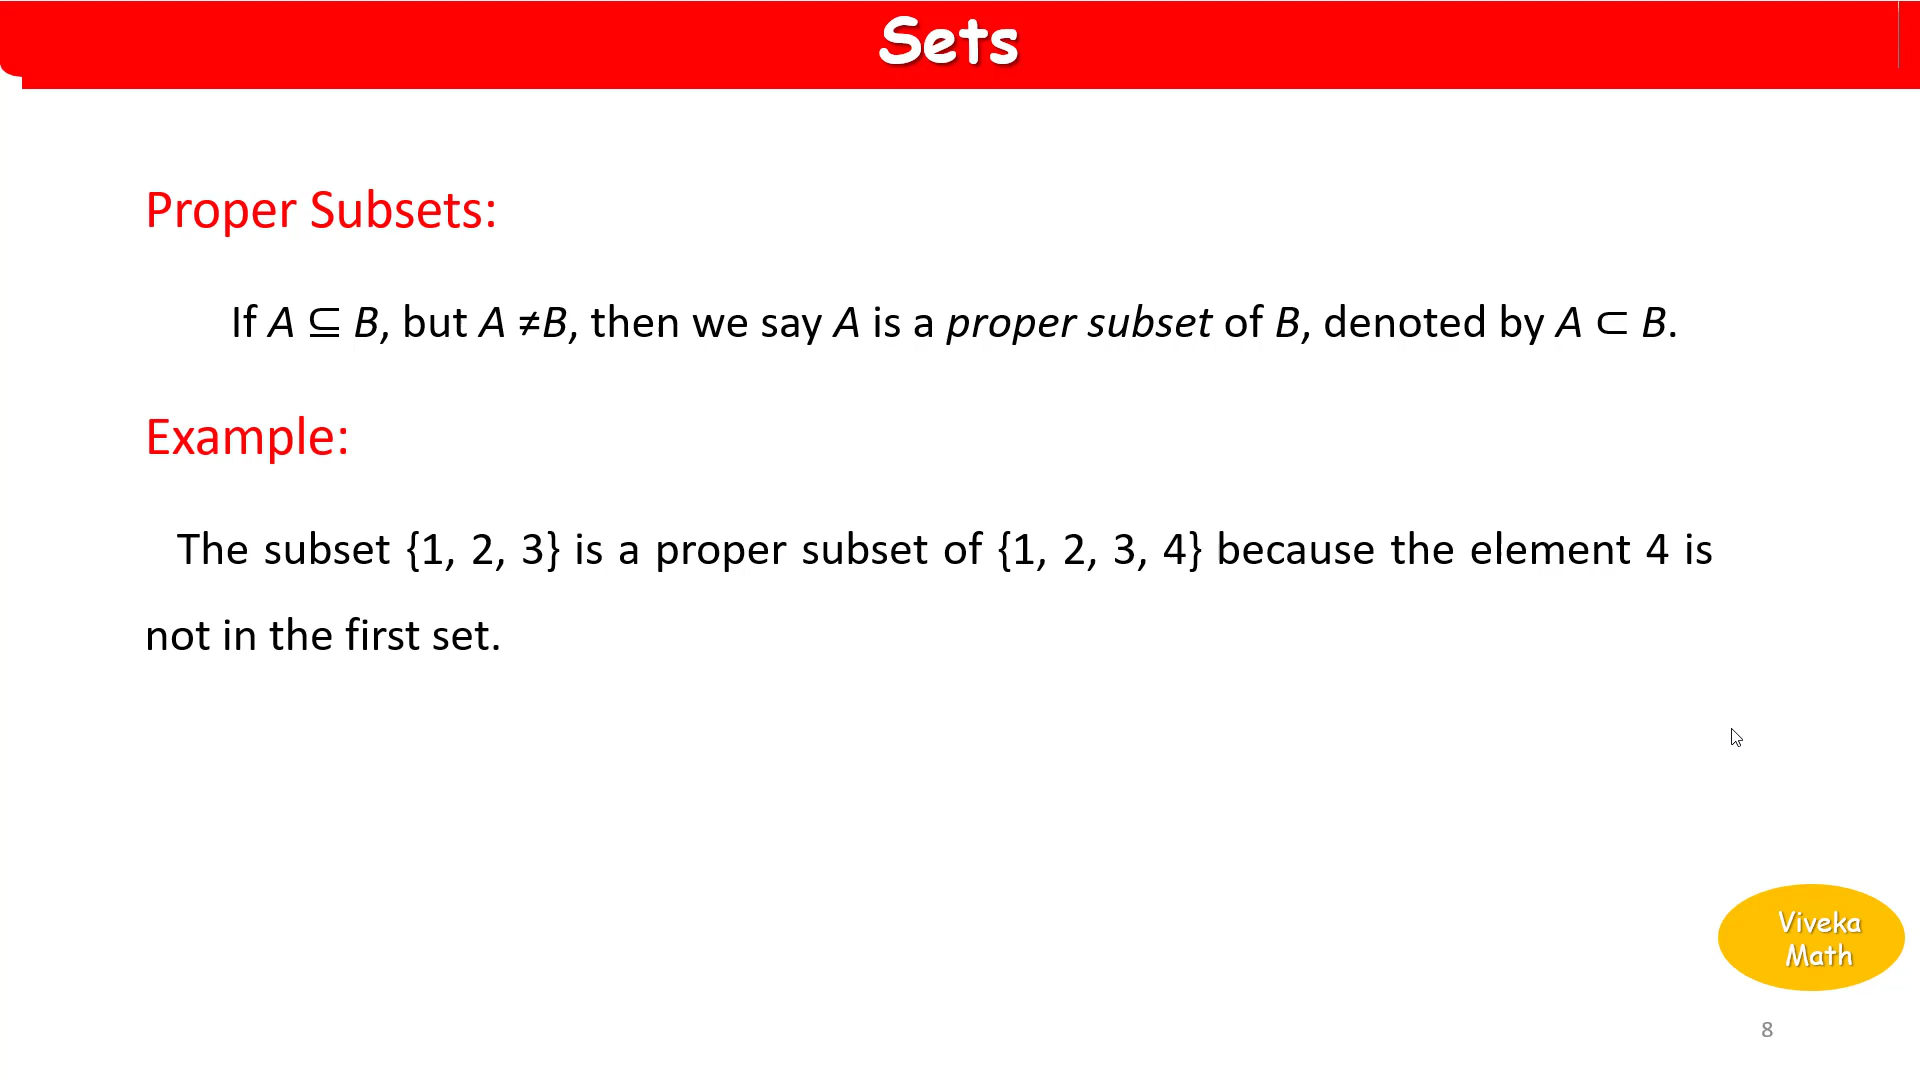 Sets
Proper Subsets:
If A ⊆ B, but A ≠B, then we say A is a proper subset of B, denoted by A ⊂ B.
Example:
The subset {1, 2, 3} is a proper subset of {1, 2, 3, 4} because the element 4 is
not in the first set.
Viveka
Math
8